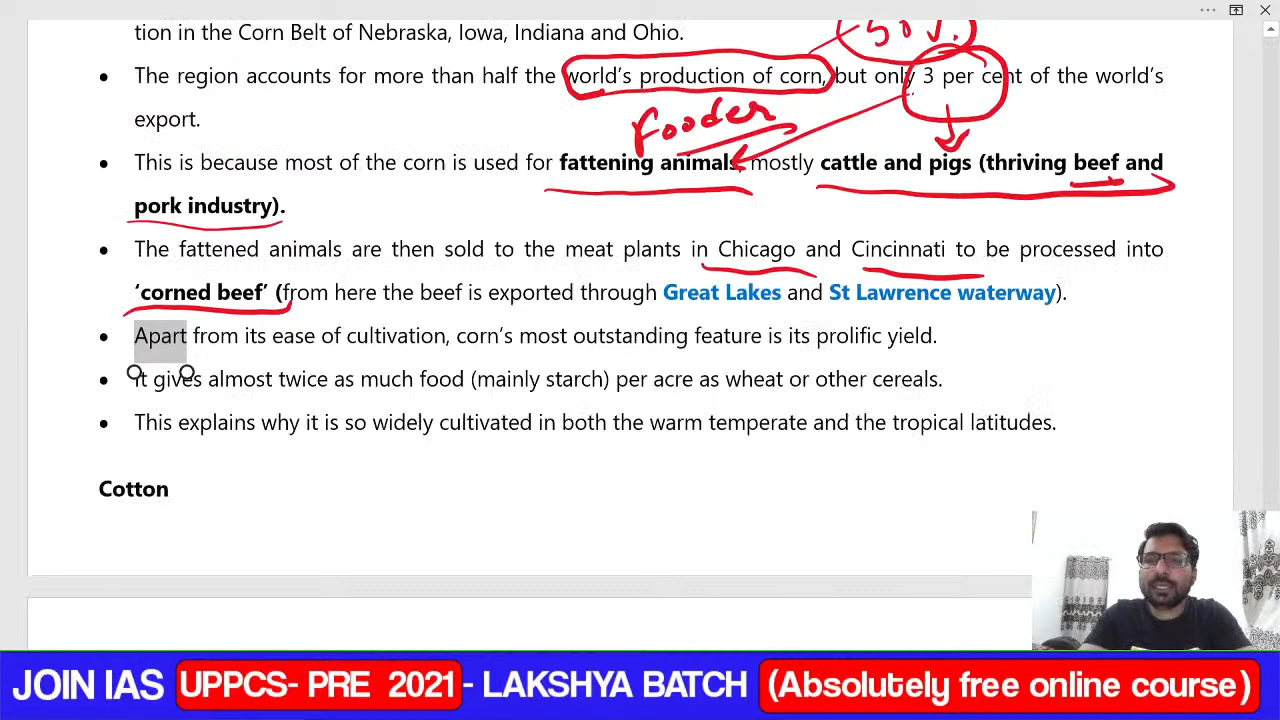 tion in the Corn Belt of Nebraska, Iowa, Indiana and Ohio.
50%
• The region accounts for more than half the world's production of corn, but only 3 per cent of the world's
export.
Fooder
• This is because most of the corn is used for fattening animals, mostly cattle and pigs (thriving beef and
pork industry).
• The fattened animals are then sold to the meat plants in Chicago and Cincinnati to be processed into
‘corned beef’ (from here the beef is exported through Great Lakes and St Lawrence waterway).
• Apart from its ease of cultivation, corn's most outstanding feature is its prolific yield.
• It gives almost twice as much food (mainly starch) per acre as wheat or other cereals.
• This explains why it is so widely cultivated in both the warm temperate and the tropical latitudes.
Cotton
JOIN IAS UPPCS- PRE 2021 - LAKSHYA BATCH (Absolutely free online course)